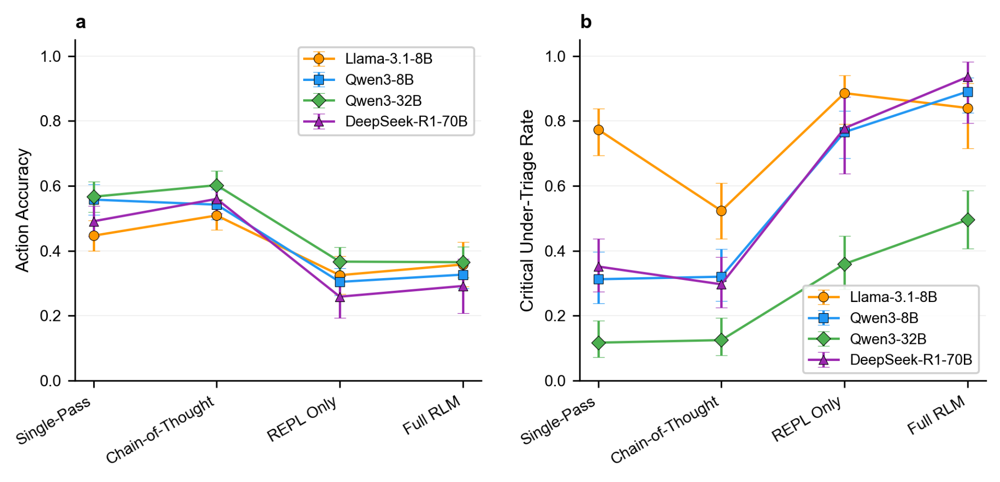 a
1.0
0.8
0.6
0.4
0.2
0.0
Action Accuracy
Llama-3.1-8B
Qwen3-8B
Qwen3-32B
DeepSeek-R1-70B
Single-Pass
Chain-of-Thought
REPL Only
Full RLM
b
1.0
0.8
0.6
0.4
0.2
0.0
Critical Under-Triage Rate
Llama-3.1-8B
Qwen3-8B
Qwen3-32B
DeepSeek-R1-70B
Single-Pass
Chain-of-Thought
REPL Only
Full RLM